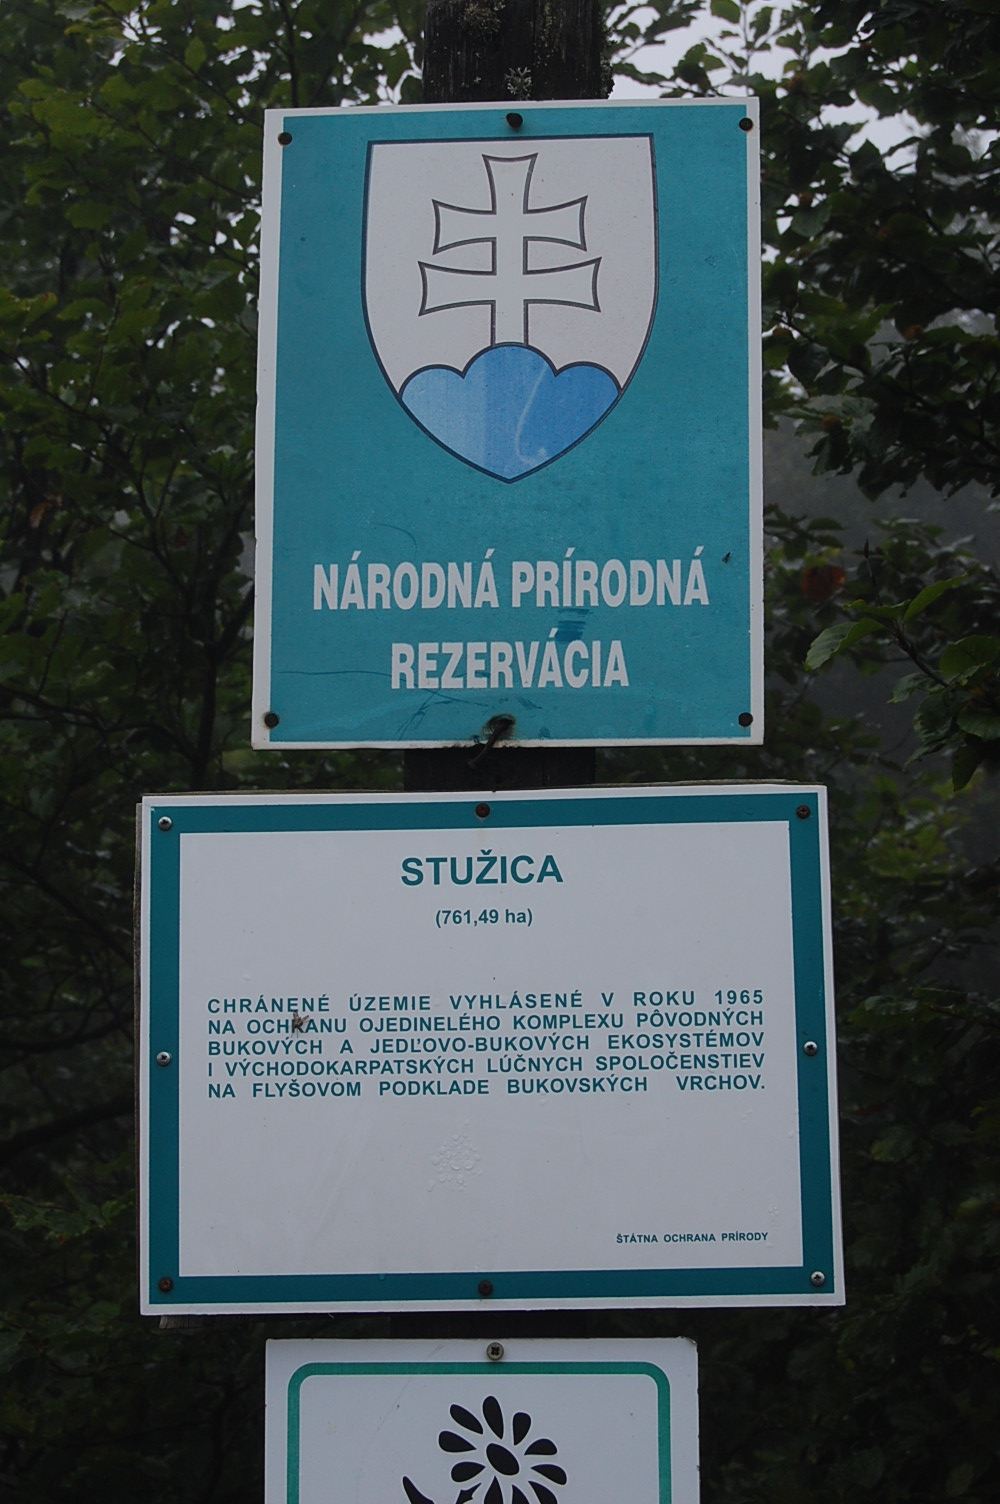 NÁRODNÁ PRÍRODNÁ
REZERVÁCIA
STUŽICA
(761,49 ha)
CHRÁNENÉ ÚZEMIE VYHLÁSENÉ V ROKU 1965
NA OCHRANU OJEDINELÉHO KOMPLEXU PÔVODNÝCH
BUKOVÝCH A JEDĽOVO-BUKOVÝCH EKOSYSTÉMOV
I VÝCHODOKARPATSKÝCH LÚČNYCH SPOLOČENSTIEV
NA FLYŠOVOM PODKLADE BUKOVSKÝCH VRCHOV.
ŠTÁTNA OCHRANA PRÍRODY